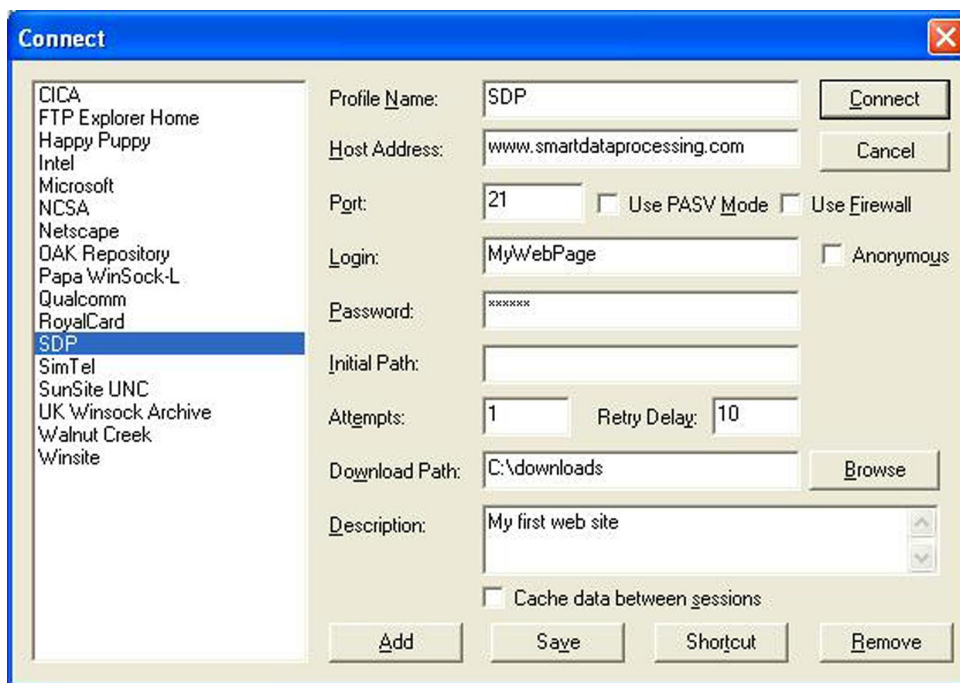 Connect
CICA
FTP Explorer Home
Happy Puppy
Intel
Microsoft
NCSA
Netscape
OAK Repository
Papa WinSock-L
Qualcomm
RoyalCard
SDP
SimTel
SunSite UNC
UK Winsock Archive
Walnut Creek
Winsite
Profile Name: SDP Connect
Host Address: www.smartdataprocessing.com Cancel
Port: 21 Use PASV Mode Use Firewall
Login: MyWebPage Anonymous
Password: ××××××
Initial Path:
Attempts: 1 Retry Delay: 10
Download Path: C:\downloads Browse
Description: My first web site
Cache data between sessions
Add Save Shortcut Remove